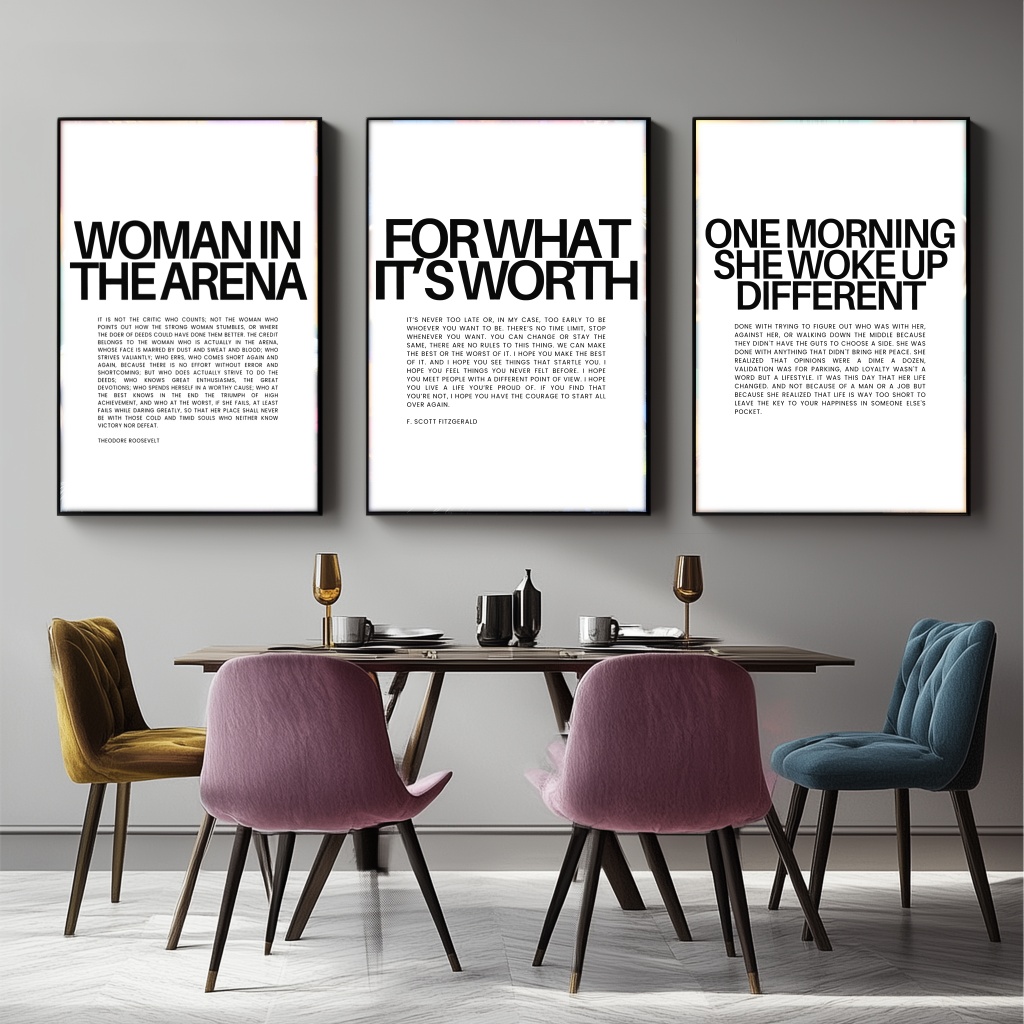 WOMAN IN
THE ARENA
IT IS NOT THE CRITIC WHO COUNTS; NOT THE WOMAN WHO
POINTS OUT HOW THE STRONG WOMAN STUMBLES, OR WHERE
THE DOER OF DEEDS COULD HAVE DONE THEM BETTER. THE CREDIT
BELONGS TO THE WOMAN WHO IS ACTUALLY IN THE ARENA,
WHOSE FACE IS MARRED BY DUST AND SWEAT AND BLOOD; WHO
STRIVES VALIANTLY; WHO ERRS, WHO COMES SHORT AGAIN AND
AGAIN, BECAUSE THERE IS NO EFFORT WITHOUT ERROR AND
SHORTCOMING; BUT WHO DOES ACTUALLY STRIVE TO DO THE
DEEDS; WHO KNOWS GREAT ENTHUSIASMS, THE GREAT
DEVOTIONS; WHO SPENDS HERSELF IN A WORTHY CAUSE; WHO AT
THE BEST KNOWS IN THE END THE TRIUMPH OF HIGH
ACHIEVEMENT, AND WHO AT THE WORST, IF SHE FAILS, AT LEAST
FAILS WHILE DARING GREATLY, SO THAT HER PLACE SHALL NEVER
BE WITH THOSE COLD AND TIMID SOULS WHO NEITHER KNOW
VICTORY NOR DEFEAT.
THEODORE ROOSEVELT
FOR WHAT
IT'S WORTH
IT'S NEVER TOO LATE OR, IN MY CASE, TOO EARLY TO BE
WHOEVER YOU WANT TO BE. THERE'S NO TIME LIMIT, STOP
WHENEVER YOU WANT. YOU CAN CHANGE OR STAY THE
SAME, THERE ARE NO RULES TO THIS THING. WE CAN MAKE
THE BEST OR THE WORST OF IT. I HOPE YOU MAKE THE BEST
OF IT. AND I HOPE YOU SEE THINGS THAT STARTLE YOU. I
HOPE YOU FEEL THINGS YOU NEVER FELT BEFORE. I HOPE
YOU MEET PEOPLE WITH A DIFFERENT POINT OF VIEW. I HOPE
YOU LIVE A LIFE YOU'RE PROUD OF. IF YOU FIND THAT
YOU'RE NOT, I HOPE YOU HAVE THE COURAGE TO START ALL
OVER AGAIN.
F. SCOTT FITZGERALD
ONE MORNING
SHE WOKE UP
DIFFERENT
DONE WITH TRYING TO FIGURE OUT WHO WAS WITH HER,
AGAINST HER, OR WALKING DOWN THE MIDDLE BECAUSE
THEY DIDN'T HAVE THE GUTS TO CHOOSE A SIDE. SHE WAS
DONE WITH ANYTHING THAT DIDN'T BRING HER PEACE. SHE
REALIZED THAT OPINIONS WERE A DIME A DOZEN,
VALIDATION WAS FOR PARKING, AND LOYALTY WASN'T A
WORD BUT A LIFESTYLE. IT WAS THIS DAY THAT HER LIFE
CHANGED. AND NOT BECAUSE OF A MAN OR A JOB BUT
BECAUSE SHE REALIZED THAT LIFE IS WAY TOO SHORT TO
LEAVE THE KEY TO YOUR HAPPINESS IN SOMEONE ELSE'S
POCKET.